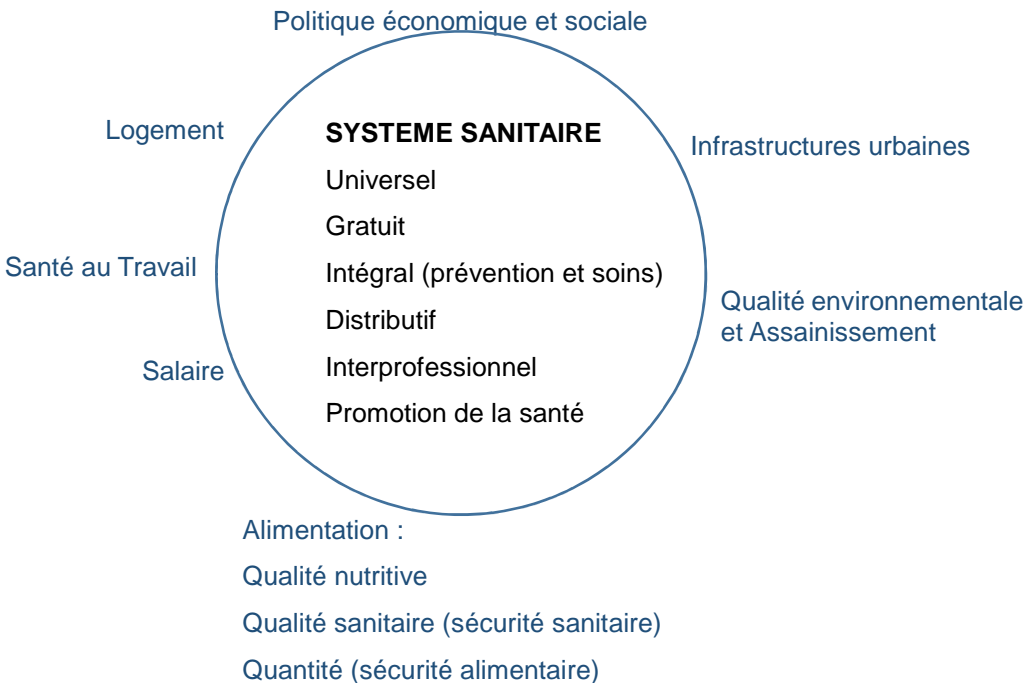 Politique économique et sociale
Logement
SYSTEME SANITAIRE
Infrastructures urbaines
Universel
Gratuit
Santé au Travail
Intégral (prévention et soins)
Qualité environnementale
et Assainissement
Distributif
Salaire
Interprofessionnel
Promotion de la santé
Alimentation :
Qualité nutritive
Qualité sanitaire (sécurité sanitaire)
Quantité (sécurité alimentaire)